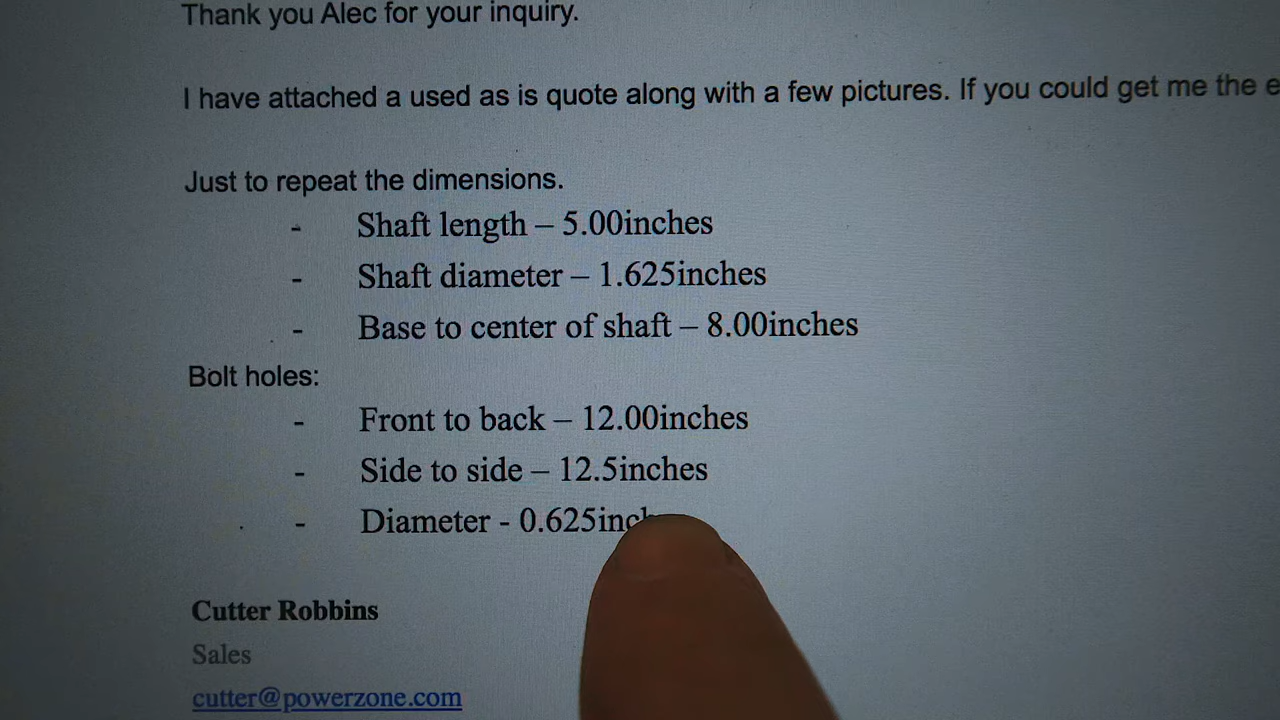 Thank you Alec for your inquiry.
I have attached a used as is quote along with a few pictures. If you could get me the
Just to repeat the dimensions.
- Shaft length – 5.00inches
- Shaft diameter – 1.625inches
- Base to center of shaft – 8.00inches
Bolt holes:
- Front to back – 12.00inches
- Side to side – 12.5inches
- Diameter - 0.625inch
Cutter Robbins
Sales
cutter@powerzone.com